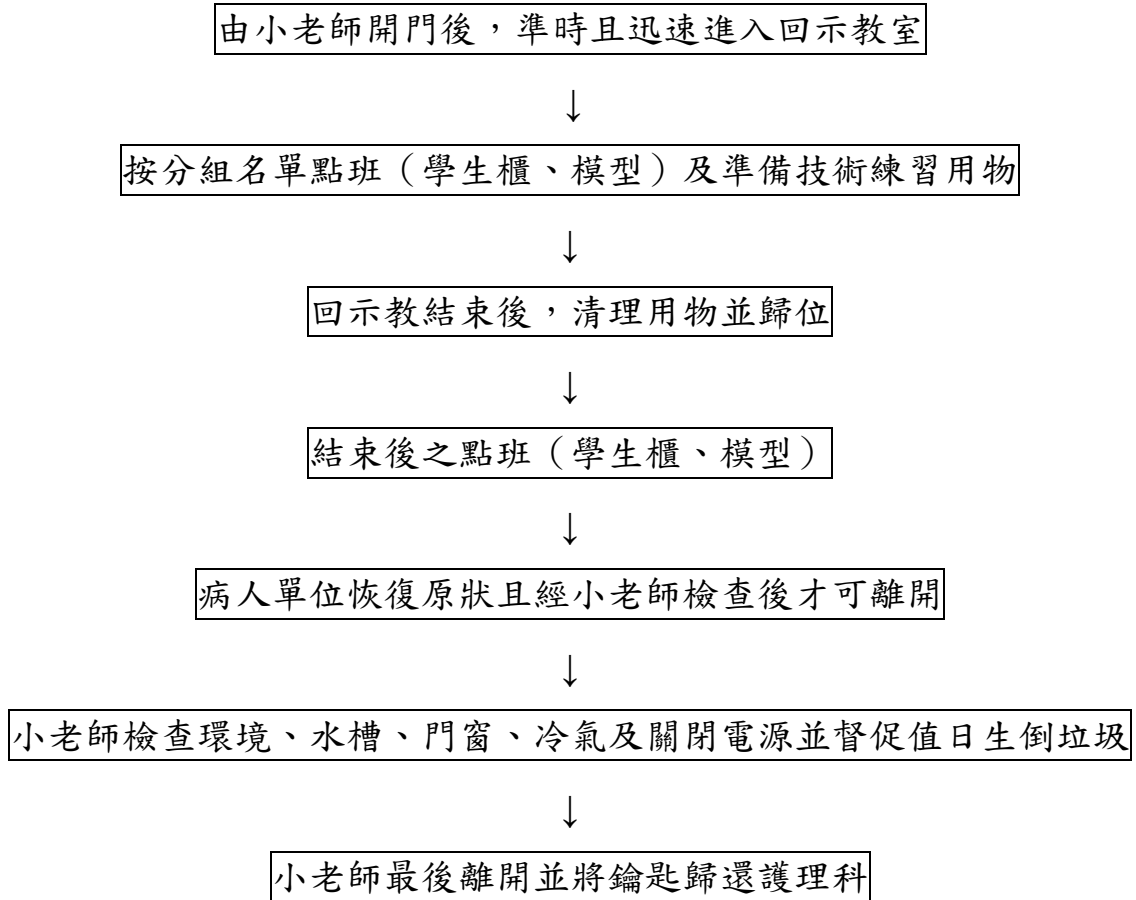 由小老師開門後，準時且迅速進入回示教室
↓
按分組名單點班（學生櫃、模型）及準備技術練習用物
↓
回示教結束後，清理用物並歸位
↓
結束後之點班（學生櫃、模型）
↓
病人單位恢復原狀且經小老師檢查後才可離開
↓
小老師檢查環境、水槽、門窗、冷氣及關閉電源並督促值日生倒垃圾
↓
小老師最後離開並將鑰匙歸還護理科